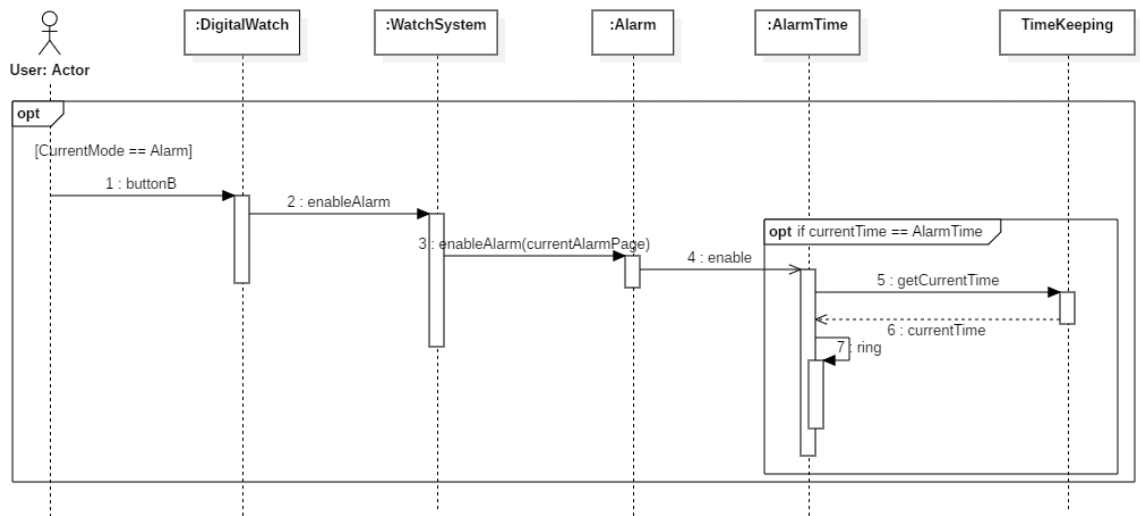 :DigitalWatch
:WatchSystem
:Alarm
:AlarmTime
TimeKeeping
User: Actor
opt
[CurrentMode == Alarm]
1 : buttonB
2 : enableAlarm
3 : enableAlarm(currentAlarmPage)
opt if currentTime == AlarmTime
4 : enable
5 : getCurrentTime
6 : currentTime
7 : ring